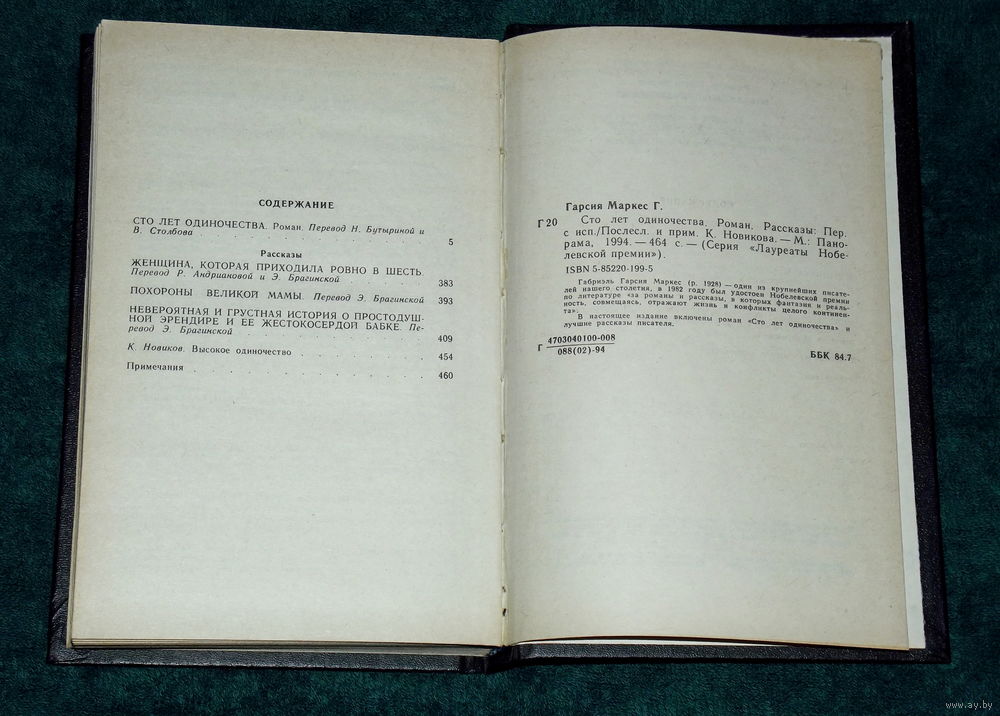 СОДЕРЖАНИЕ
СТО ЛЕТ ОДИНОЧЕСТВА. Роман. Перевод Н. Бутыриной и
В. Столбова . . . . . . . . . . . 5
Рассказы
ЖЕНЩИНА, КОТОРАЯ ПРИХОДИЛА РОВНО В ШЕСТЬ.
Перевод Р. Андриановой и Э. Брагинской . . . . . 383
ПОХОРОНЫ ВЕЛИКОЙ МАМЫ. Перевод Э. Брагинской 393
НЕВЕРОЯТНАЯ И ГРУСТНАЯ ИСТОРИЯ О ПРОСТОДУШ-
НОЙ ЭРЕНДИРЕ И ЕЕ ЖЕСТОКОСЕРДОЙ БАБКЕ. Пе-
ревод Э. Брагинской . . . . . . . . . 409
К. Новиков. Высокое одиночество . . . . . . . 454
Примечания . . . . . . . . . . . . 460
Гарсия Маркес Г.
Г 20 Сто лет одиночества. Роман. Рассказы: Пер.
с исп./Послесл. и прим. К. Новикова. — М.: Пано-
рама, 1994. — 464 с. — (Серия «Лауреаты Нобе-
левской премии»).
ISBN 5-85220-199-5
Габриэль Гарсия Маркес (р. 1928) — один из крупнейших писате-
лей нашего столетия, в 1982 году был удостоен Нобелевской премии
по литературе «за романы и рассказы, в которых фантазия и реаль-
ность, совмещаясь, отражают жизнь и конфликты целого континен-
та».
В настоящее издание включены роман «Сто лет одиночества» и
лучшие рассказы писателя.
Г 4703040100-008
088(02)-94
ББК 84.7
www.ay.by